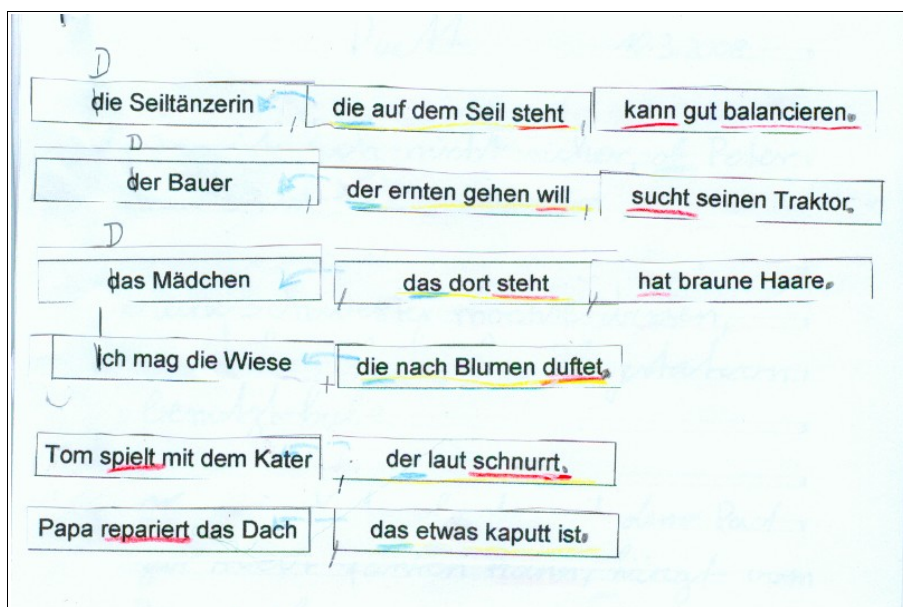 D
die Seiltänzerin, die auf dem Seil steht, kann gut balancieren.
D
der Bauer, der ernten gehen will, sucht seinen Traktor.
D
das Mädchen, das dort steht, hat braune Haare.
I
ich mag die Wiese, die nach Blumen duftet.
Tom spielt mit dem Kater, der laut schnurrt.
Papa repariert das Dach, das etwas kaputt ist.